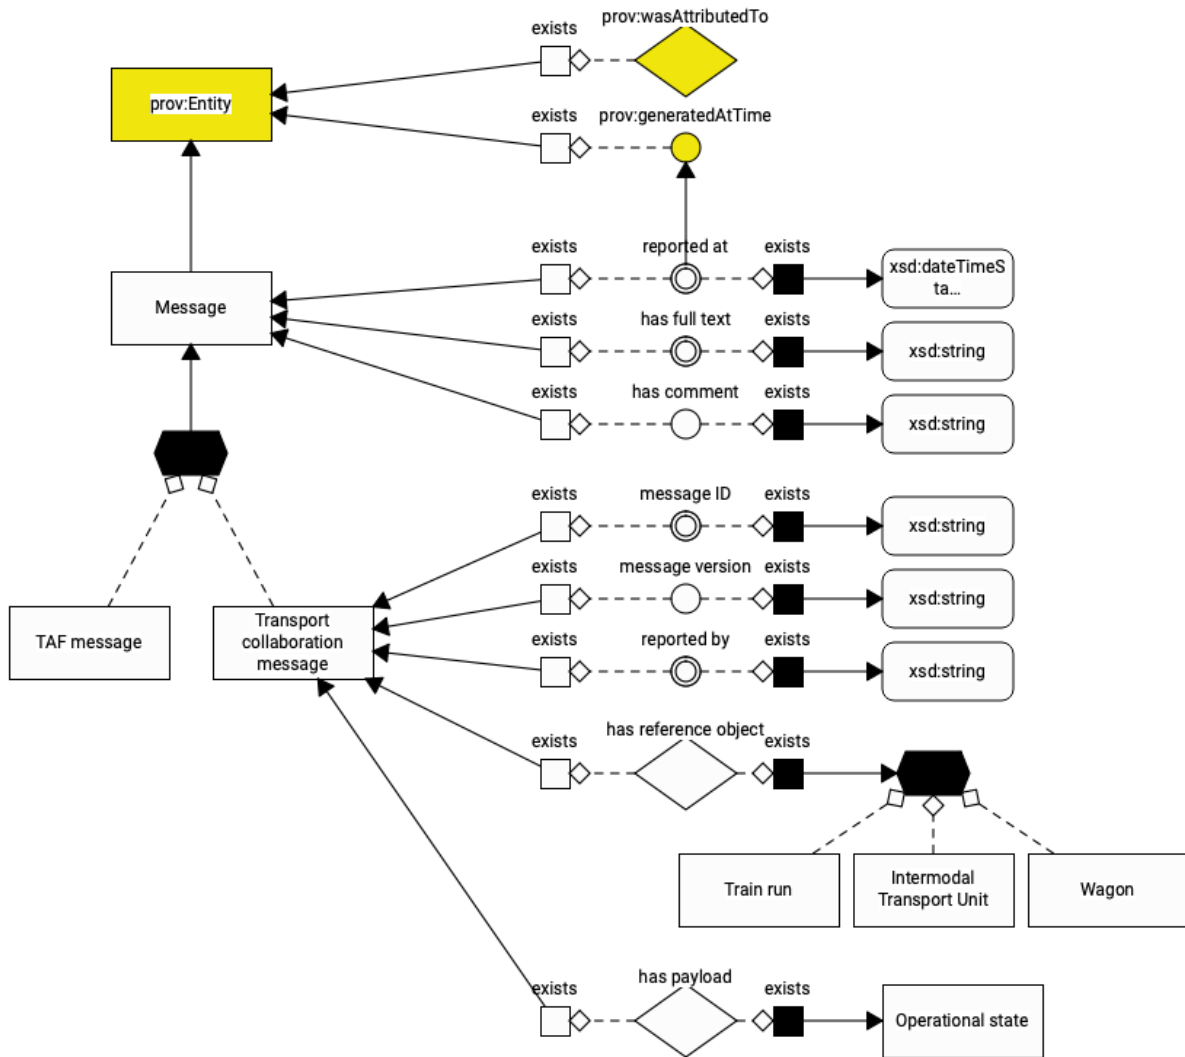 prov:wasAttributedTo
exists
prov:Entity
prov:generatedAtTime
exists
exists
reported at
exists
xsd:dateTimeS
ta...
Message
exists
has full text
exists
xsd:string
exists
has comment
exists
xsd:string
exists
message ID
exists
xsd:string
exists
message version
exists
xsd:string
TAF message
Transport
collaboration
message
exists
reported by
exists
xsd:string
has reference object
exists
exists
Train run
Intermodal
Transport Unit
Wagon
exists
has payload
exists
Operational state